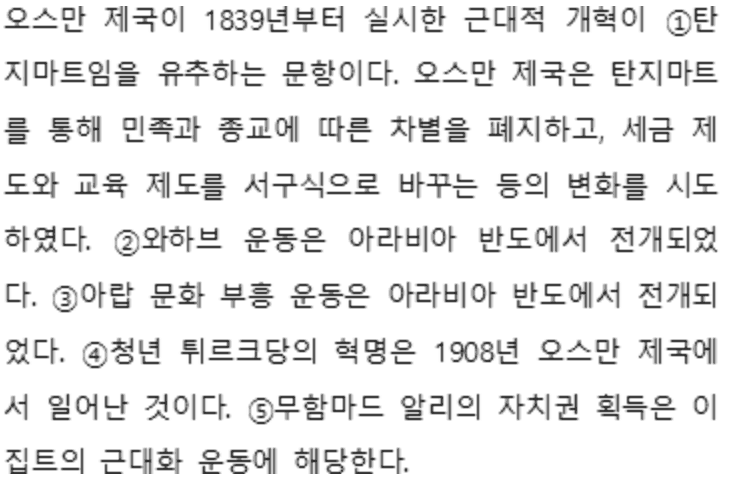 오스만 제국이 1839년부터 실시한 근대적 개혁이 ①탄
지마트임을 유추하는 문항이다. 오스만 제국은 탄지마트
를 통해 민족과 종교에 따른 차별을 폐지하고, 세금 제
도와 교육 제도를 서구식으로 바꾸는 등의 변화를 시도
하였다. ②와하브 운동은 아라비아 반도에서 전개되었
다. ③아랍 문화 부흥 운동은 아라비아 반도에서 전개되
었다. ④청년 튀르크당의 혁명은 1908년 오스만 제국에
서 일어난 것이다. ⑤무함마드 알리의 자치권 획득은 이
집트의 근대화 운동에 해당한다.